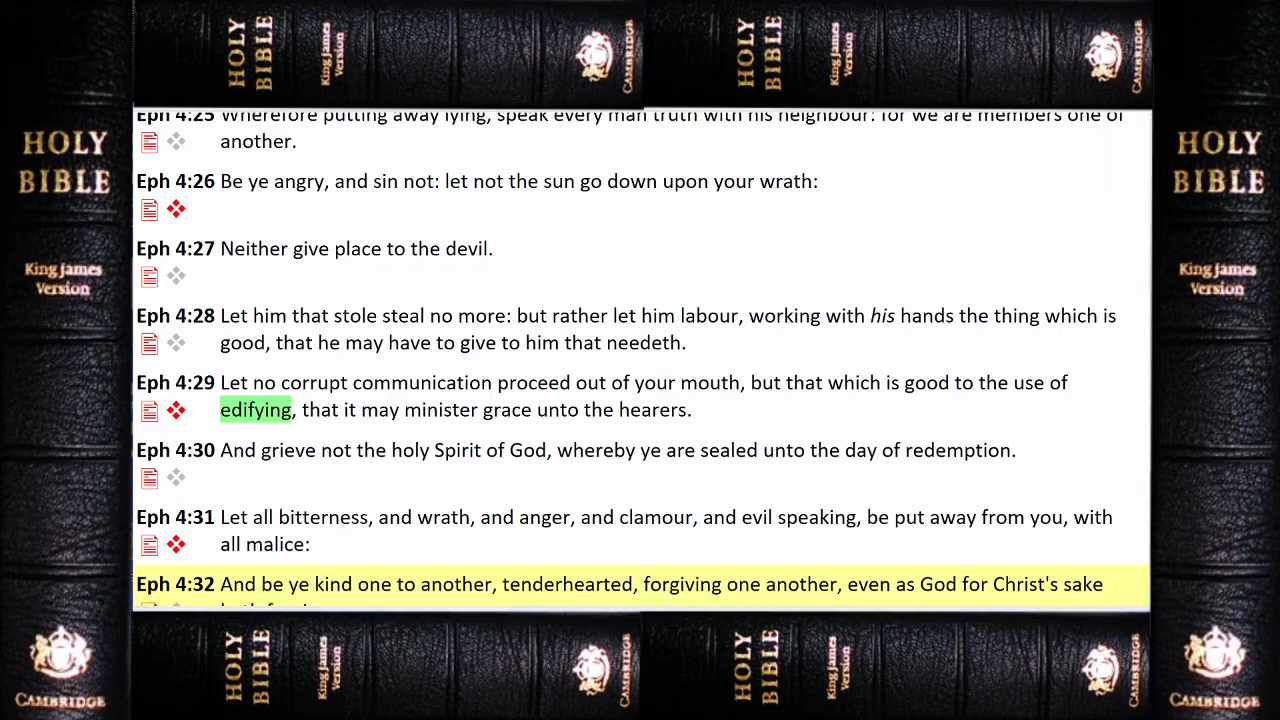 HOLY BIBLE King James Version CAMBRIDGE
HOLY BIBLE King James Version CAMBRIDGE
HOLY
BIBLE
King James
Version
CAMBRIDGE
Eph 4:25 Wherefore putting away lying, speak every man truth with his neighbour: for we are members one of
another.
Eph 4:26 Be ye angry, and sin not: let not the sun go down upon your wrath:
Eph 4:27 Neither give place to the devil.
Eph 4:28 Let him that stole steal no more: but rather let him labour, working with his hands the thing which is
good, that he may have to give to him that needeth.
Eph 4:29 Let no corrupt communication proceed out of your mouth, but that which is good to the use of
edifying, that it may minister grace unto the hearers.
Eph 4:30 And grieve not the holy Spirit of God, whereby ye are sealed unto the day of redemption.
Eph 4:31 Let all bitterness, and wrath, and anger, and clamour, and evil speaking, be put away from you, with
all malice:
Eph 4:32 And be ye kind one to another, tenderhearted, forgiving one another, even as God for Christ's sake
HOLY
BIBLE
King James
Version
CAMBRIDGE
HOLY BIBLE King James Version CAMBRIDGE
HOLY BIBLE King James Version CAMBRIDGE